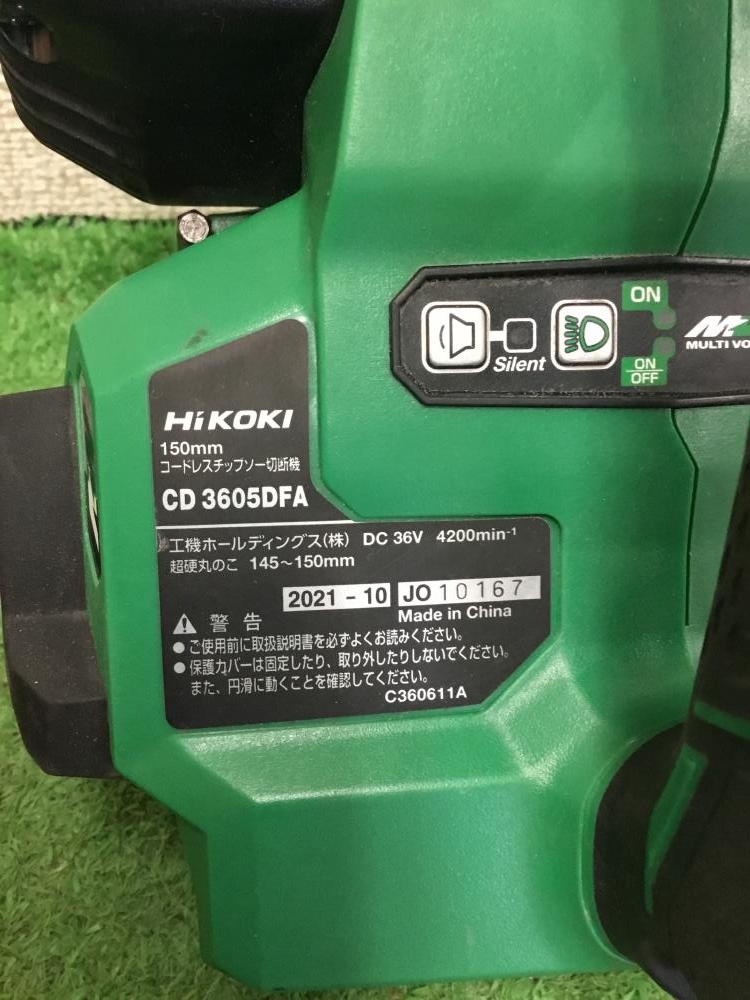 ON
Silent
ON
OFF
MULTI VO
HiKOKI
150mm
コードレスチップソー切断機
CD 3605DFA
工機ホールディングス(株) DC 36V 4200min-1
超硬丸のこ 145~150mm
2021 - 10 JO 10167
Made in China
警告
● ご使用前に取扱説明書を必ずよくお読みください。
● 保護カバーは固定したり、取り外したりしないでください。
また、円滑に動くことを確認してください。
C360611A